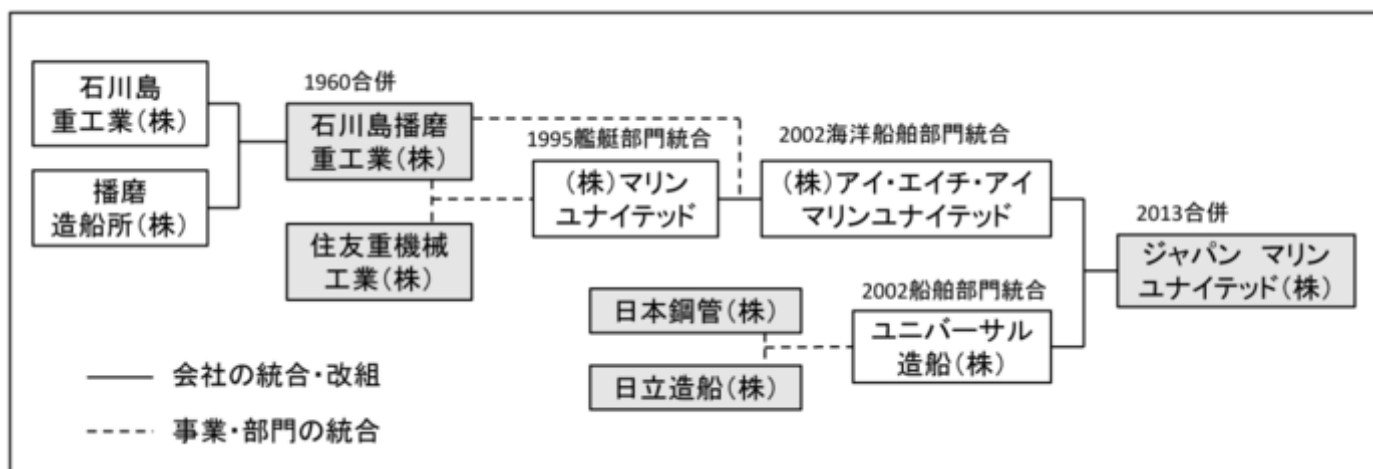 石川島
重工業(株)
播磨
造船所(株)
1960合併
石川島播磨
重工業(株)
住友重機械
工業(株)
1995艦艇部門統合
(株)マリン
ユナイテッド
2002海洋船舶部門統合
(株)アイ・エイチ・アイ
マリンユナイテッド
日本鋼管(株)
日立造船(株)
2002船舶部門統合
ユニバーサル
造船(株)
2013合併
ジャパン マリン
ユナイテッド(株)
会社の統合・改組
事業・部門の統合